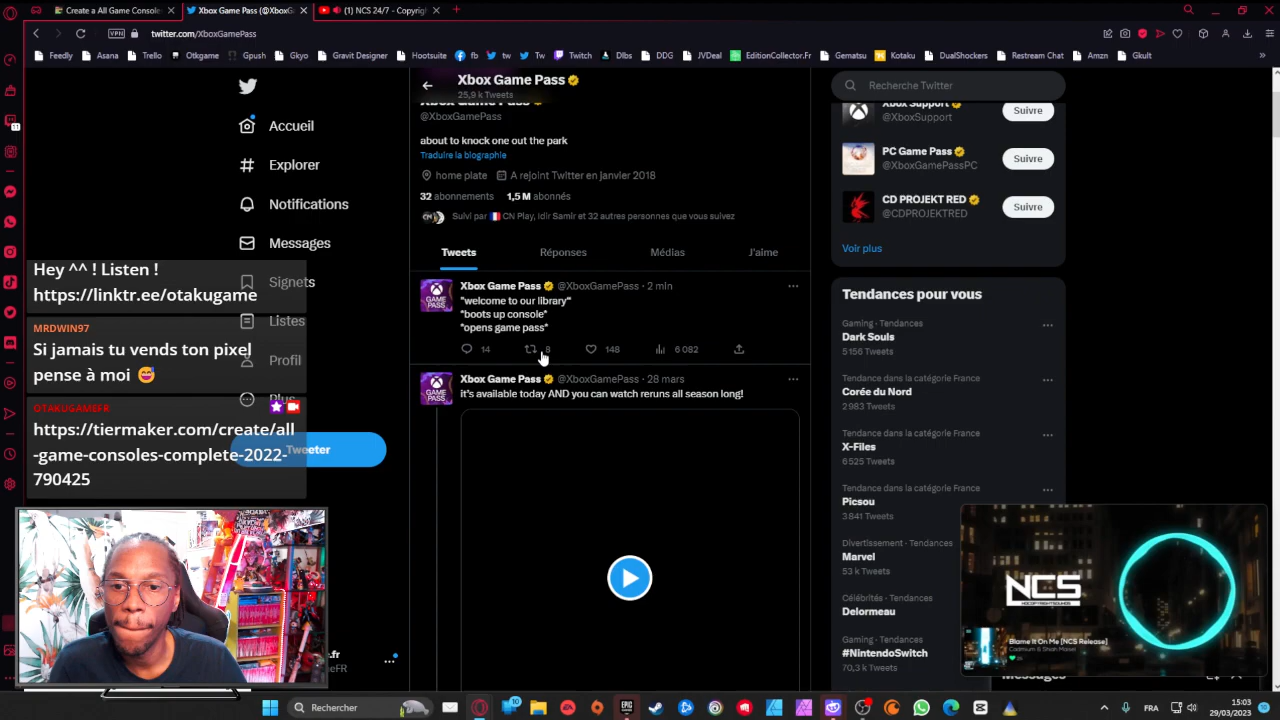 Create a All Game Console
Xbox Game Pass (@XboxGam
(1) NCS 24/7 - Copyrigh
VPN
twitter.com/XboxGamePass
Feedly
Asana
Trello
Otkgame
Gpush
Gkyo
Gravit Designer
Hootsuite
fb
tw
Tw
Twitch
Dlbs
DDG
JVDeal
EditionCollector.Fr
Gematsu
Kotaku
DualShockers
Restream Chat
Amzn
Gkult
Accueil
Explorer
Notifications
Messages
Signets
Listes
Profil
Plus
Tweeter
Hey ^^ ! Listen !
https://linktr.ee/otakugame
MRDWIN97
Si jamais tu vends ton pixel
pense à moi 😅
OTAKUGAMEFR
https://tiermaker.com/create/all
-game-consoles-complete-2022-
790425
Xbox Game Pass
25,9 k Tweets
Xbox Game Pass
@XboxGamePass
about to knock one out the park
Traduire la biographie
home plate
A rejoint Twitter en janvier 2018
32 abonnements 1,5 M abonnés
Suivi par 🇫🇷 CN Play, Idir Samir et 32 autres personnes que vous suivez
Tweets
Réponses
Médias
J'aime
Xbox Game Pass @XboxGamePass · 2 min
"welcome to our library"
*boots up console*
*opens game pass*
14
8
148
6 082
Xbox Game Pass @XboxGamePass · 28 mars
it's available today AND you can watch reruns all season long!
Recherche Twitter
Xbox Support
@XboxSupport
Suivre
PC Game Pass
@XboxGamePassPC
Suivre
CD PROJEKT RED
@CDPROJEKTRED
Suivre
Voir plus
Tendances pour vous
Gaming · Tendances
Dark Souls
5 156 Tweets
Tendance dans la catégorie France
Corée du Nord
2 983 Tweets
Tendance dans la catégorie France
X-Files
6 525 Tweets
Tendance dans la catégorie France
Picsou
3 841 Tweets
Divertissement · Tendances
Marvel
53 k Tweets
Célébrités · Tendances
Delormeau
Gaming · Tendances
#NintendoSwitch
70,3 k Tweets
Messages
NCS
NOCOPYRIGHTSOUNDS
Blame It On Me [NCS Release]
Cadmium & Shiah Maisel
.fr
eFR
Rechercher
FRA
15:03
29/03/2023